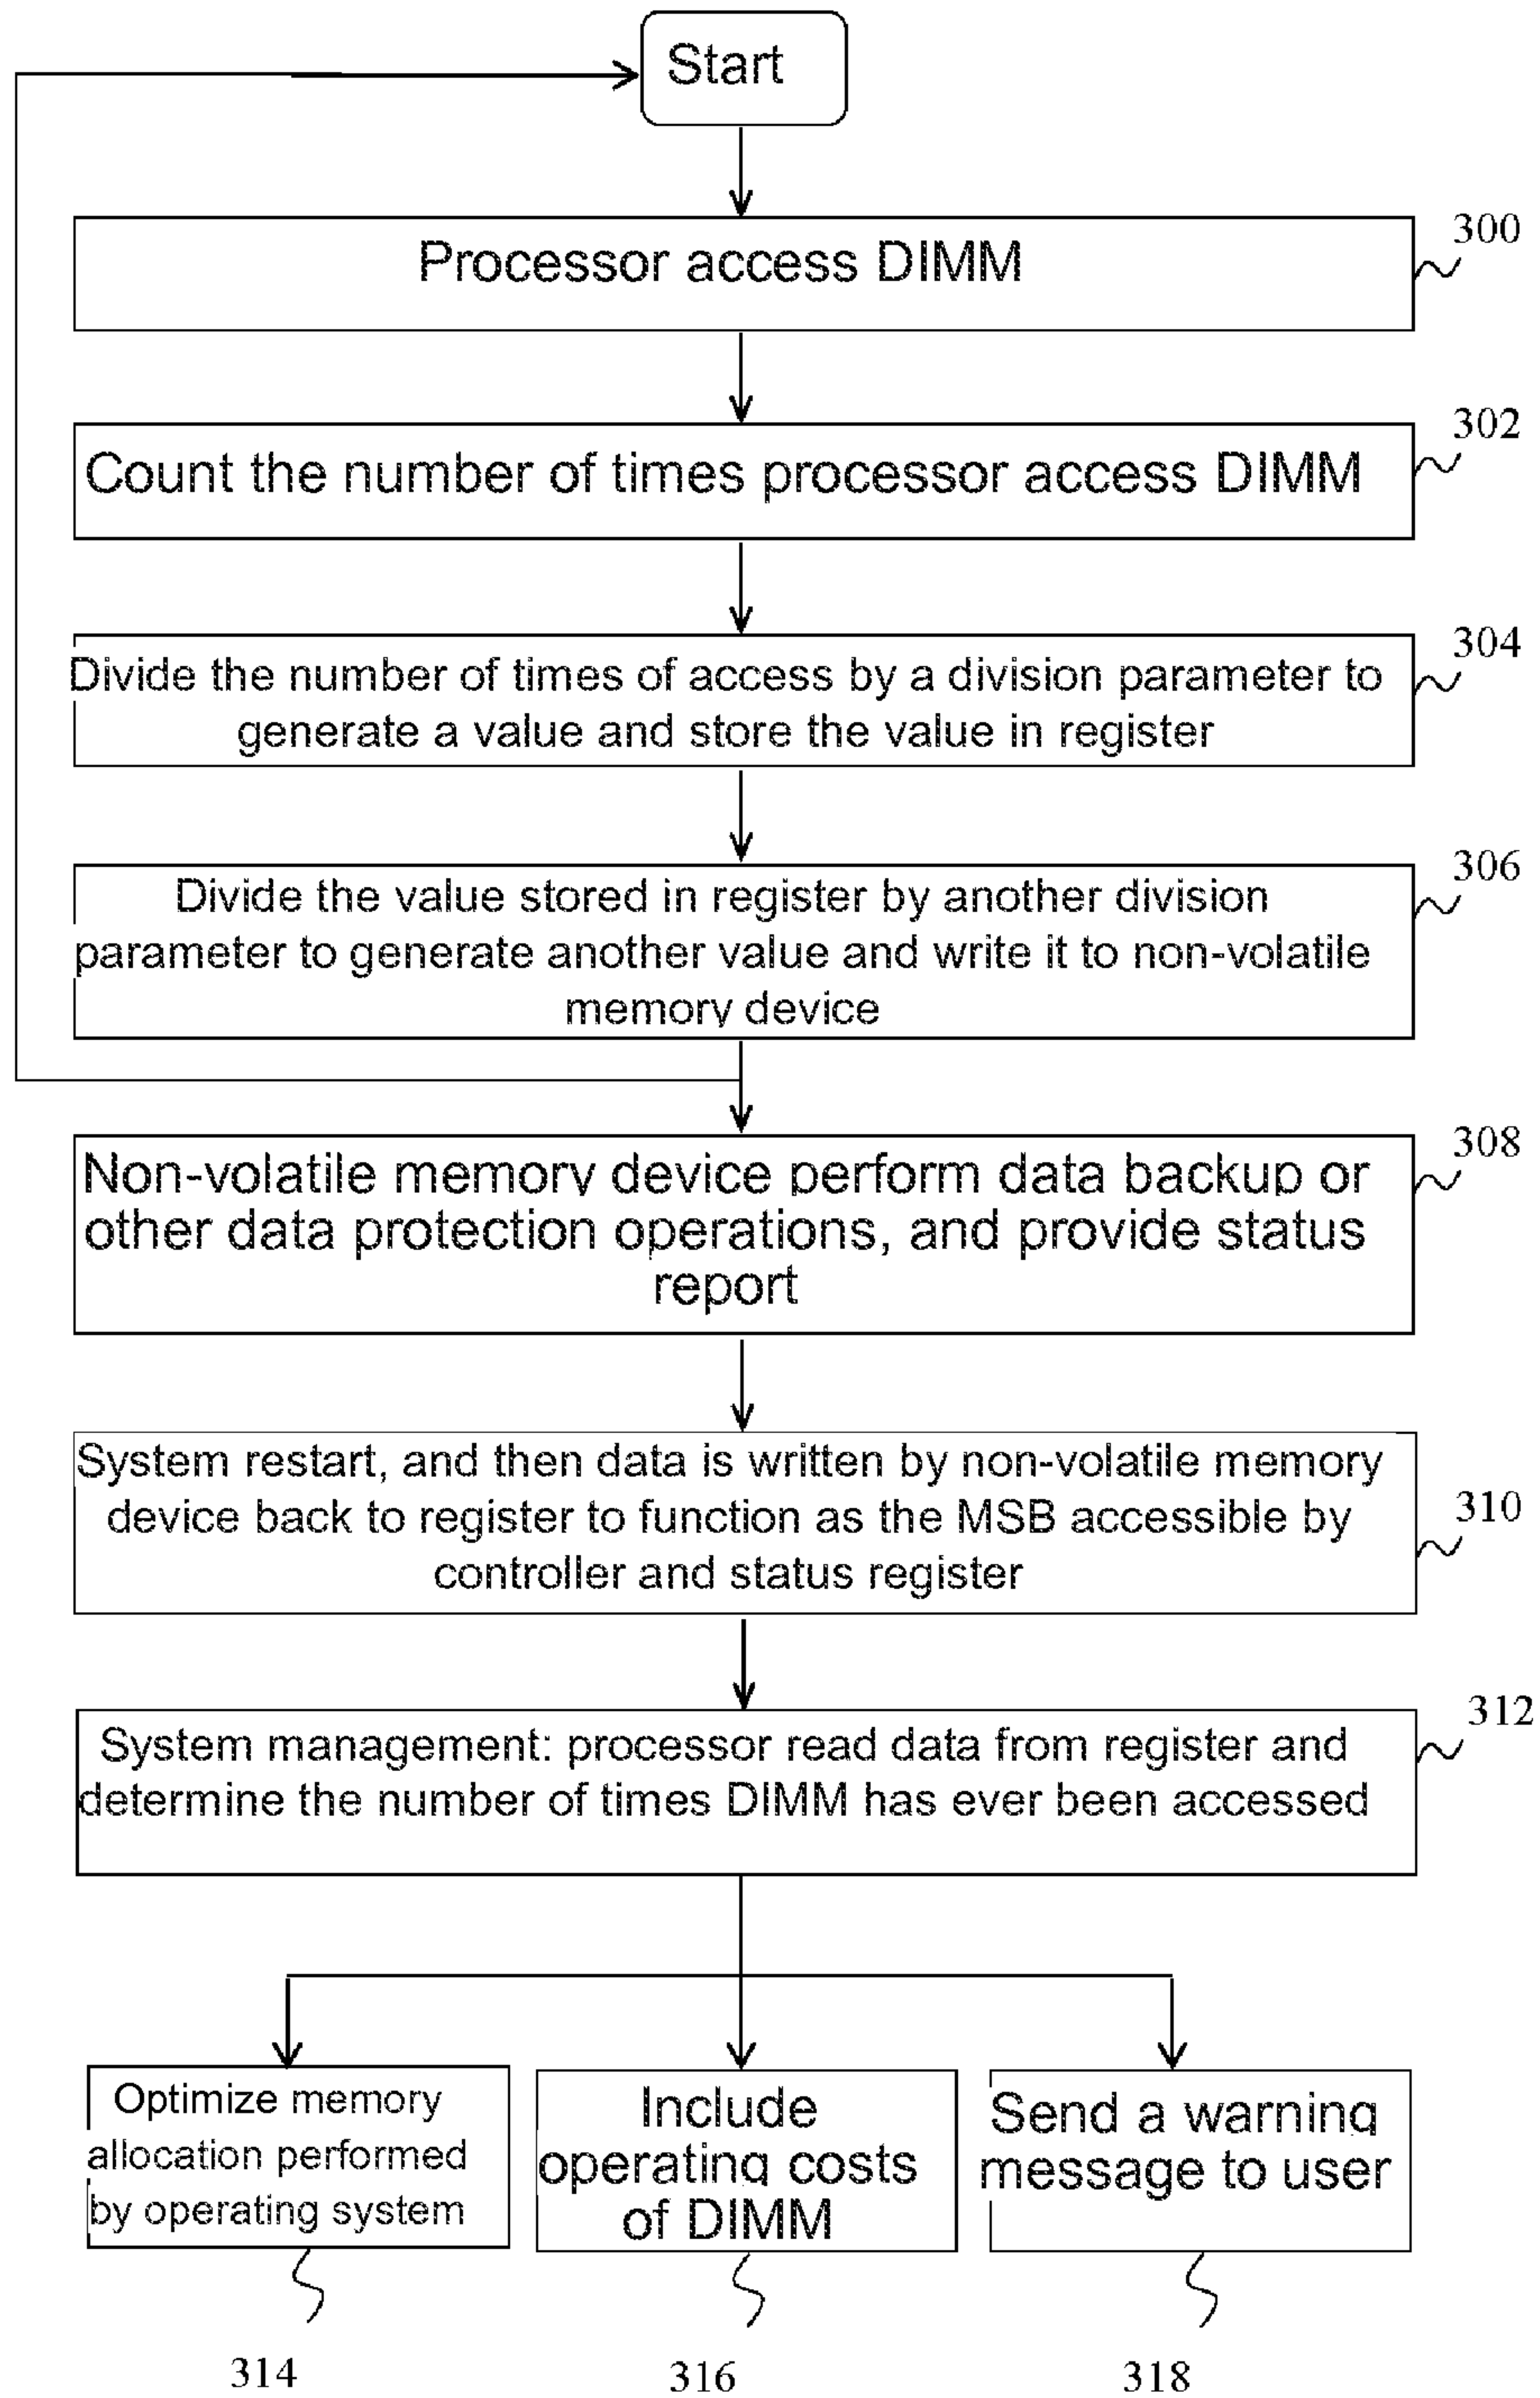 Start
300
Processor access DIMM
302
Count the number of times processor access DIMM
304
Divide the number of times of access by a division parameter to
generate a value and store the value in register
306
Divide the value stored in register by another division
parameter to generate another value and write it to non-volatile
memory device
308
Non-volatile memory device perform data backup or
other data protection operations, and provide status
report
System restart, and then data is written by non-volatile memory
device back to register to function as the MSB accessible by
310
controller and status register
312
System management: processor read data from register and
determine the number of times DIMM has ever been accessed
Optimize memory
allocation performed
by operating system
Include
operating costs
of DIMM
Send a warning
message to user
314
316
318